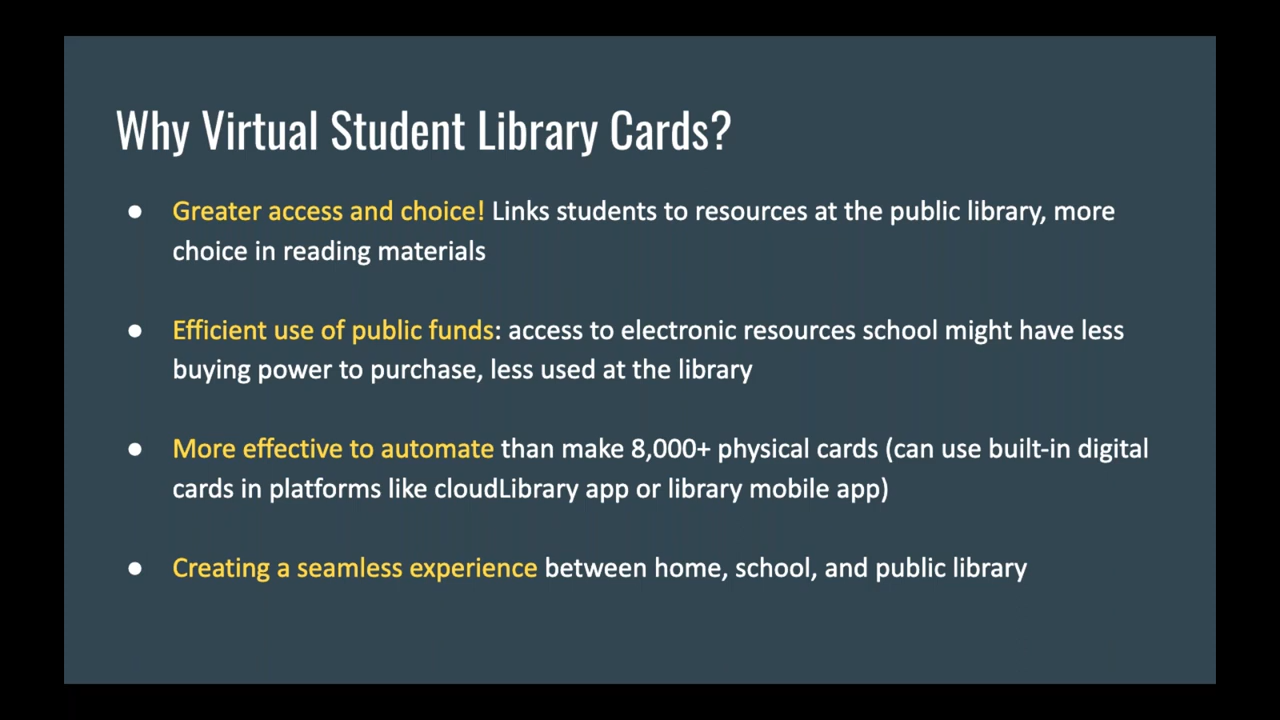 Why Virtual Student Library Cards?
● Greater access and choice! Links students to resources at the public library, more
choice in reading materials
● Efficient use of public funds: access to electronic resources school might have less
buying power to purchase, less used at the library
● More effective to automate than make 8,000+ physical cards (can use built-in digital
cards in platforms like cloudLibrary app or library mobile app)
● Creating a seamless experience between home, school, and public library